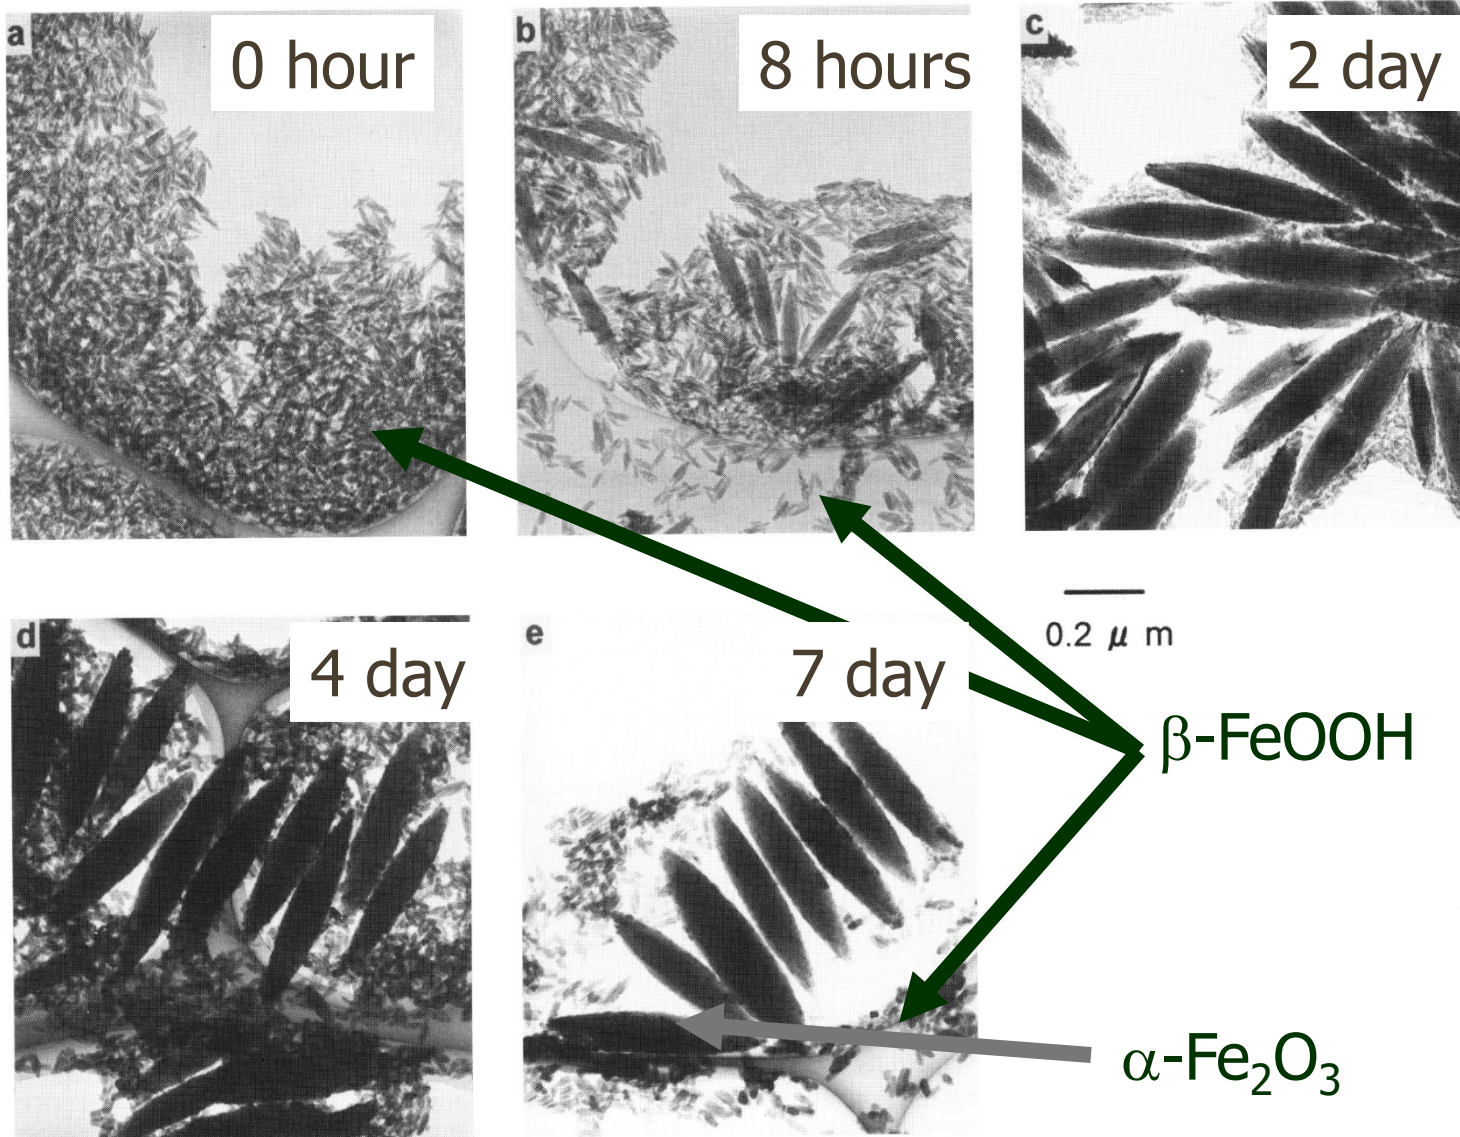 a
0 hour
b
8 hours
c
2 day
0.2 μ m
d
4 day
e
7 day
β-FeOOH
α-Fe₂O₃